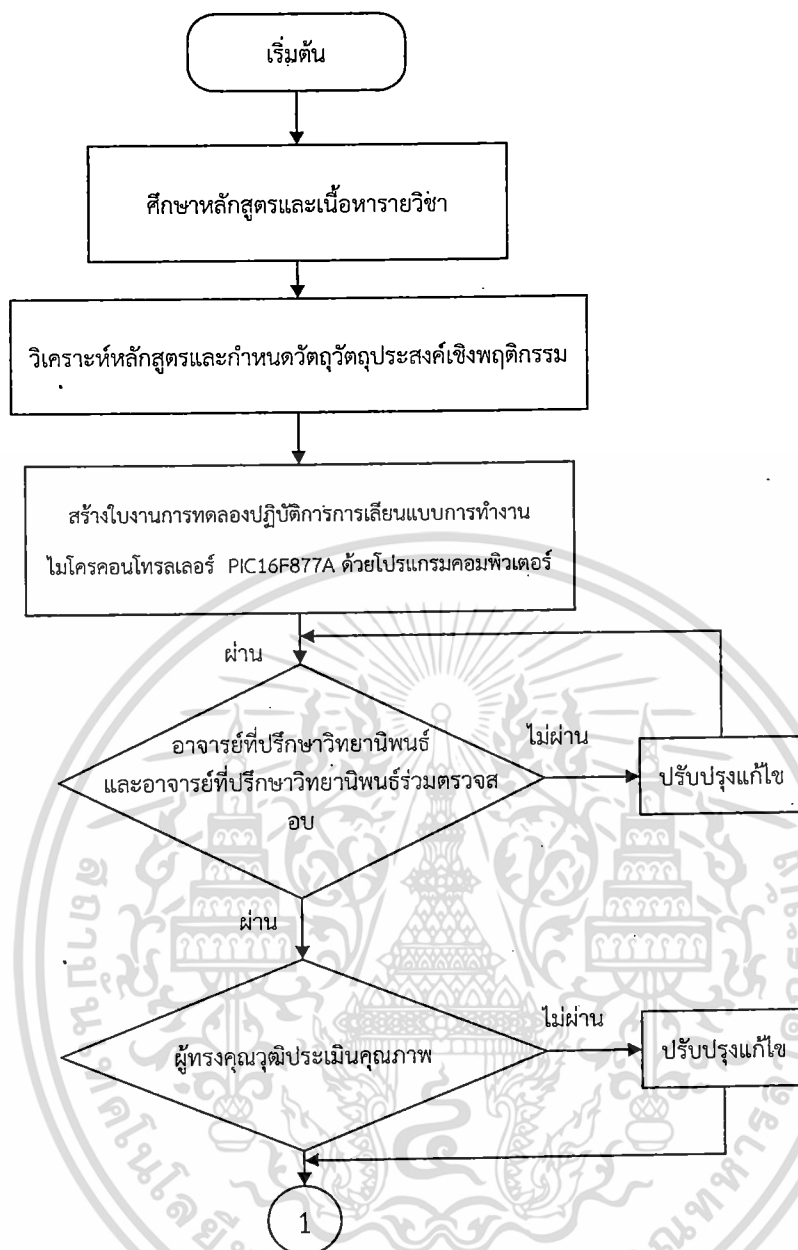 เริ่มต้น
ศึกษาหลักสูตรและเนื้อหารายวิชา
วิเคราะห์หลักสูตรและกำหนดวัตถุวัตถุประสงค์เชิงพฤติกรรม
สร้างใบงานการทดลองปฏิบัติการการเลียนแบบการทำงาน
ไมโครคอนโทรลเลอร์ PIC16F877A ด้วยโปรแกรมคอมพิวเตอร์
ผ่าน
อาจารย์ที่ปรึกษาวิทยานิพนธ์
และอาจารย์ที่ปรึกษาวิทยานิพนธ์ร่วมตรวจส
อบ
ไม่ผ่าน
ปรับปรุงแก้ไข
ผ่าน
ผู้ทรงคุณวุฒิประเมินคุณภาพ
ไม่ผ่าน
ปรับปรุงแก้ไข
1